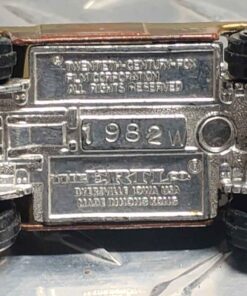 © TWENTIETH CENTURY-FOX
FILM CORPORATION
ALL RIGHTS RESERVED
1982
THE ERTL CO.
DYERSVILLE IOWA USA
MADE IN HONG KONG